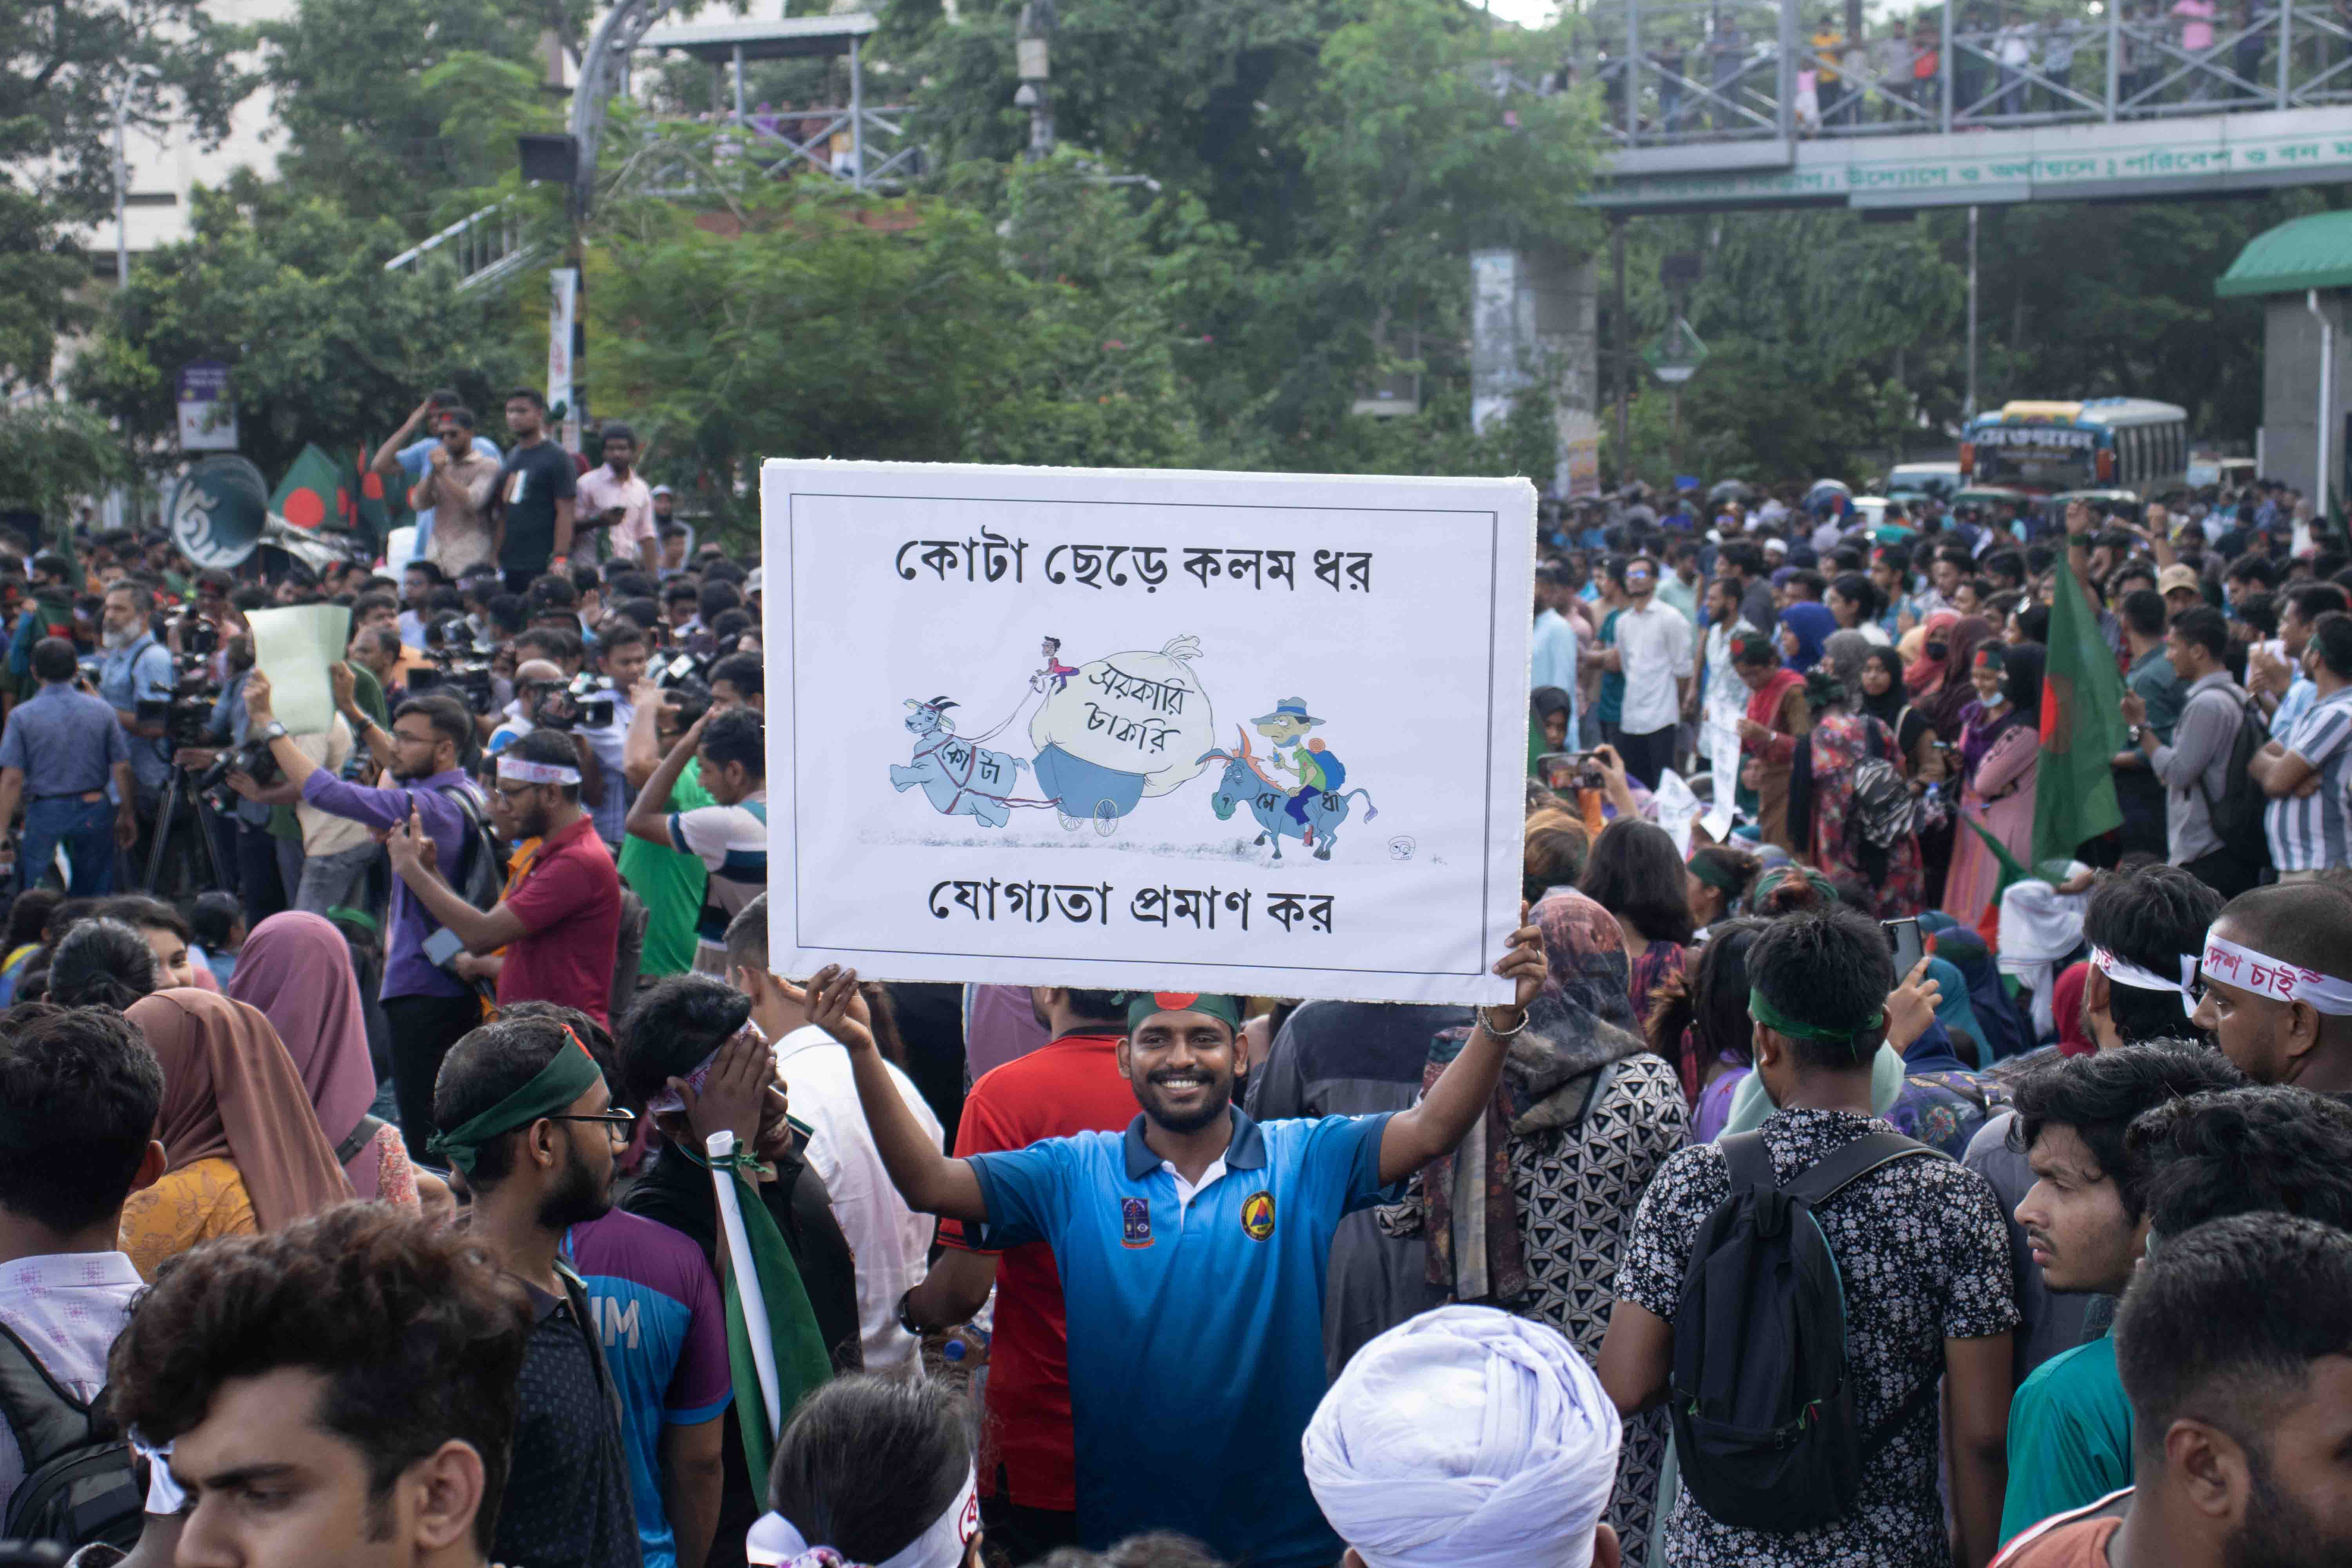 উদ্যোগে ও অর্থায়নে : পরিবেশ ও বন ম
কোটা ছেড়ে কলম ধর
সরকারি
চাকরি
কোটা
মেধা
যোগ্যতা প্রমাণ কর
দেশ চাই